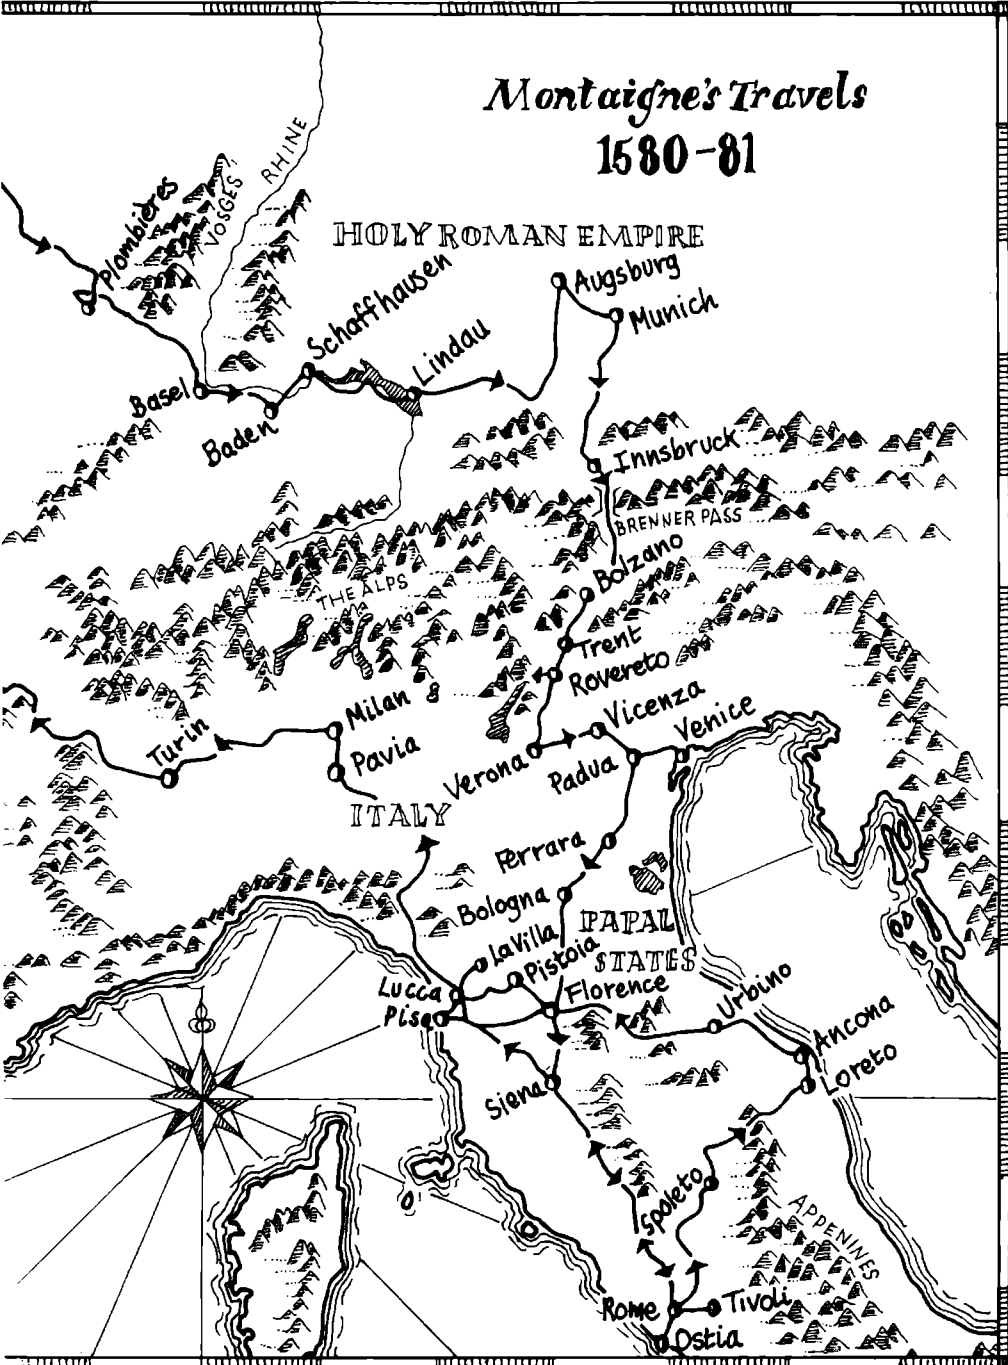 Montaigne's Travels
1580-81
RHINE
VOSGES
Plombières
HOLY ROMAN EMPIRE
Augsburg
Munich
Schaffhausen
Lindau
Basel
Baden
Innsbruck
BRENNER PASS
Bolzano
THE ALPS
Trent
Rovereto
Milan
Vicenza
Venice
Turin
Pavia
Verona
Padua
ITALY
Ferrara
Bologna
PAPAL
STATES
La Villa
Pistoia
Lucca
Florence
Pisa
Urbino
Ancona
Loreto
Siena
Spoleto
APPENINES
Rome
Tivoli
Ostia